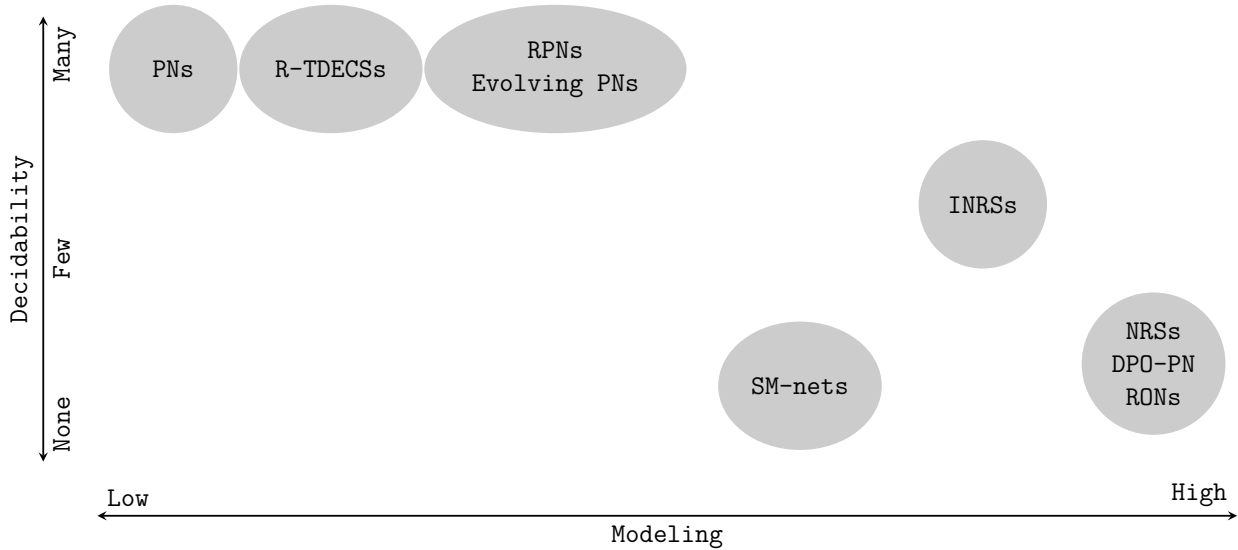 Many
PNs
R-TDECSs
RPNs
Evolving PNs
Decidability
INRSs
Few
NRSs
DPO-PN
RONs
SM-nets
None
Low
High
Modeling